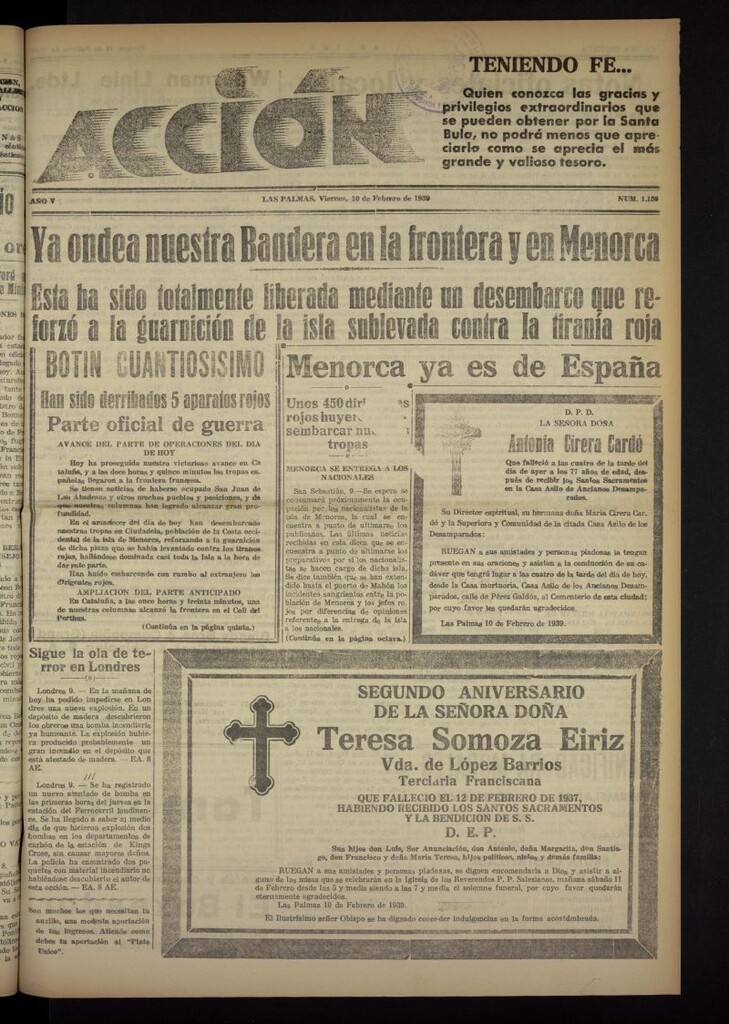 TENIENDO FE...
Quien conozca las gracias y
privilegios extraordinarios que
se pueden obtener por la Santa
Bula, no podrá menos que apre-
ciarla como se aprecia el más
grande y valioso tesoro.
ACCIÓN
AÑO V
LAS PALMAS, Viernes, 10 de Febrero de 1939
NUM. 1.159
Ya ondea nuestra Bandera en la frontera y en Menorca
Esta ha sido totalmente liberada mediante un desembarco que re-
forzó a la guarnición de la isla sublevada contra la tiranía roja
BOTIN CUANTIOSISIMO
Han sido derribados 5 aparatos rojos
Parte oficial de guerra
AVANCE DEL PARTE DE OPERACIONES DEL DIA
DE HOY
Hoy ha proseguido nuestro victorioso avance en Ca
taluña, y a las doce horas y quince minutos las tropas es-
pañolas llegaron a la frontera francesa.
Se tienen noticias de haberse ocupado San Juan de
Las Abadesas y otros muchos pueblos y posiciones, y de
que nuestras columnas han logrado alcanzar gran pro-
fundidad.
En el amanecer del día de hoy han desembarcado
nuestras tropas en Ciudadela, población de la Costa occi-
dental de la isla de Menorca, reforzando a la guarnición
de dicha plaza que se había levantado contra los tiranos
rojos, hallándose dominada casi toda la Isla a la hora de
dar este parte.
Han huído embarcando con rumbo al extranjero los
dirigentes rojos.
AMPLIACION DEL PARTE ANTICIPADO
En Cataluña, a las once horas y treinta minutos, una
de nuestras columnas alcanzó la frontera en el Coll del
Porthus.
(Continúa en la página quinta.)
Menorca ya es de España
Unos 450 dir
rojos huyer
sembarcar nu
tropas
MENORCA SE ENTREGA A LOS
NACIONALES
San Sebastián, 9.—Se espera se
consumará próximamente la ocu-
pación por los nacionalistas de la
isla de Menorca, la cual se en-
cuentra a punto de ultimarse los
Las últimas noticias
recibidas en esta dicen que se en-
cuentra a punto de ultimarse los
preparativos por si los nacionalis-
tas se hacen cargo de dicha isla.
Se dice también que se han exten-
dido hasta el puerto de Mahón los
incidentes sangrientos entre la po-
blación de Menorca y los jefes ro-
jos por diferencias de opiniones
referentes a la entrega de la isla
a los nacionales.
(Continúa en la página octava.)
D. P. D.
LA SEÑORA DOÑA
Antonia Cirera Cardó
Que falleció a las cuatro de la tarde del
día de ayer a los 77 años de edad, des-
pués de recibir los Santos Sacramentos
en la Casa Asilo de Ancianos Desampa-
rados.
Su Director espiritual, su hermana doña María Cirera Car-
dó y la Superiora y Comunidad de la citada Casa Asilo de los
Desamparados:
RUEGAN a sus amistades y personas piadosas la tengan
presente en sus oraciones y asistan a la conducción de su ca-
dáver que tendrá lugar a las cuatro de la tarde del día de hoy,
desde la Casa mortuoria, Casa Asilo de los Ancianos Desam-
parados, calle de Pérez Galdós, al Cementerio de esta ciudad;
por cuyo favor les quedarán agradecidos.
Las Palmas 10 de Febrero de 1939.
Sigue la ola de te-
rror en Londres
Londres 9. — En la mañana de
hoy ha podido impedirse en Lon
dres una nueva explosión. En un
depósito de madera descubrieron
los obreros una bomba incendiaria
ya humeante. La explosión hubie-
ra producido probablemente un
gran incendio en el depósito que
está atestado de madera. — EA. 8
AE.
///
Londres 9. — Se ha registrado
un nuevo atentado de bomba en
las primeras horas del jueves en la
estación del Ferrocarril londinen-
se. Se ha llegado a saber al medio
día de que hicieron explosión dos
bombas en los departamentos de
carbón de la estación de Kings
Cross, sin causar mayores daños.
La policía ha encontrado dos pa-
quetes con material incendiario no
habiéndose descubierto el autor de
esta acción. — EA. 8 AE.
Son muchos los que necesitan tu
auxilio, una modesta aportación
de tus ingresos. Atiende como
debes tu aportación al "Plato
Unico".
SEGUNDO ANIVERSARIO
DE LA SEÑORA DOÑA
Teresa Somoza Eiriz
Vda. de López Barrios
Terciaria Franciscana
QUE FALLECIO EL 12 DE FEBRERO DE 1937,
HABIENDO RECIBIDO LOS SANTOS SACRAMENTOS
Y LA BENDICION DE S. S.
D. E. P.
Sus hijos don Luis, Sor Anunciación, don Antonio, doña Margarita, don Santia-
go, don Francisco y doña María Teresa, hijos políticos, nietos y demás familia:
RUEGAN a sus amistades y personas piadosas, se dignen encomendarla a Dios y asistir a al-
guna de las misas que se celebrarán en la Iglesia de los Reverendos P. P. Salesianos, mañana sábado 11
de Febrero desde las 5 y media siendo a las 7 y media el solemne funeral, por cuyo favor quedarán
eternamente agradecidos.
Las Palmas 10 de Febrero de 1939.
El Ilustrísimo señor Obispo se ha dignado conceder indulgencias en la forma acostumbrada.